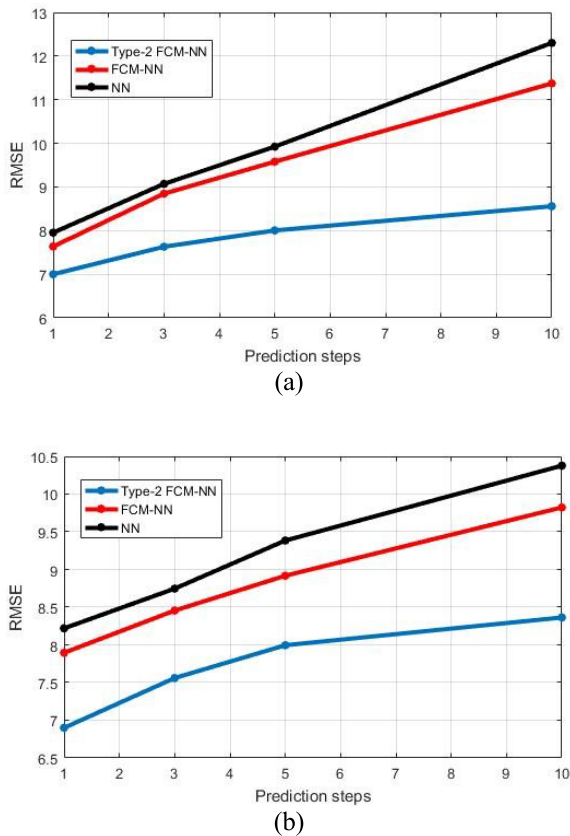 13
12
11
10
9
8
7
6
RMSE
Type-2 FCM-NN
FCM-NN
NN
1 2 3 4 5 6 7 8 9 10
Prediction steps
(a)
10.5
10
9.5
9
8.5
8
7.5
7
6.5
RMSE
Type-2 FCM-NN
FCM-NN
NN
1 2 3 4 5 6 7 8 9 10
Prediction steps
(b)